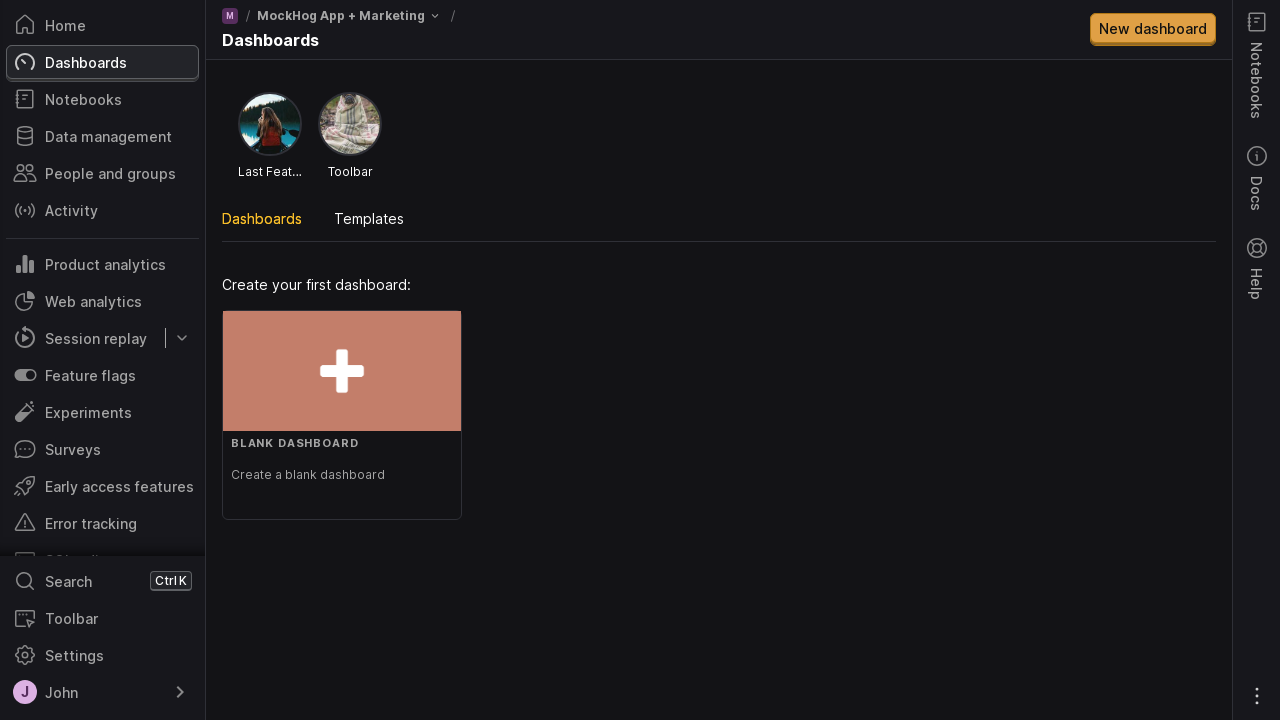 Home
Dashboards
Notebooks
Data management
People and groups
Activity
Product analytics
Web analytics
Session replay
Feature flags
Experiments
Surveys
Early access features
Error tracking
Search Ctrl K
Toolbar
Settings
J John
M / MockHog App + Marketing /
Dashboards
New dashboard
Last Feat...
Toolbar
Dashboards Templates
Create your first dashboard:
BLANK DASHBOARD
Create a blank dashboard
Notebooks
Docs
Help